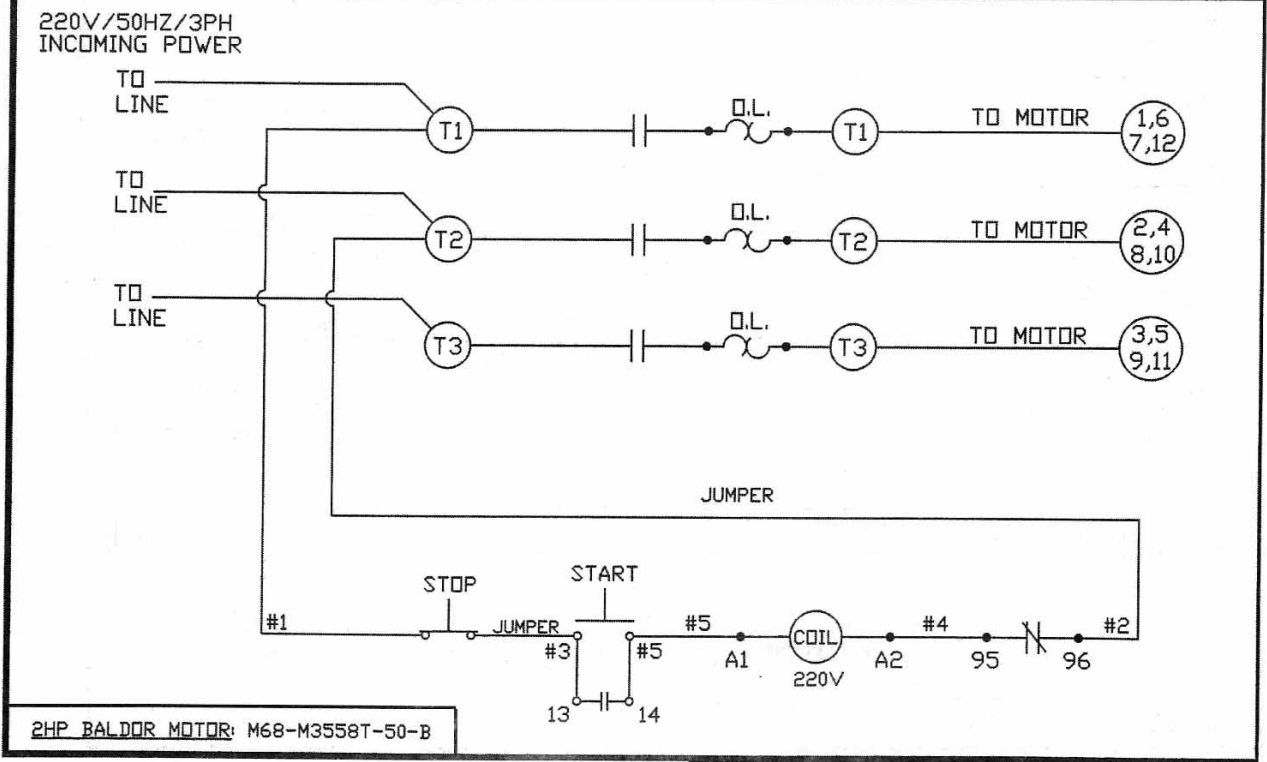 220V/50HZ/3PH
INCOMING POWER
TO
LINE
T1
O.L.
T1
TO MOTOR
1,6
7,12
TO
LINE
T2
O.L.
T2
TO MOTOR
2,4
8,10
TO
LINE
T3
O.L.
T3
TO MOTOR
3,5
9,11
JUMPER
STOP
START
#1
JUMPER
#3
#5
#5
A1
COIL
220V
A2
#4
95
96
#2
13
14
2HP BALDOR MOTOR: M68-M3558T-50-B